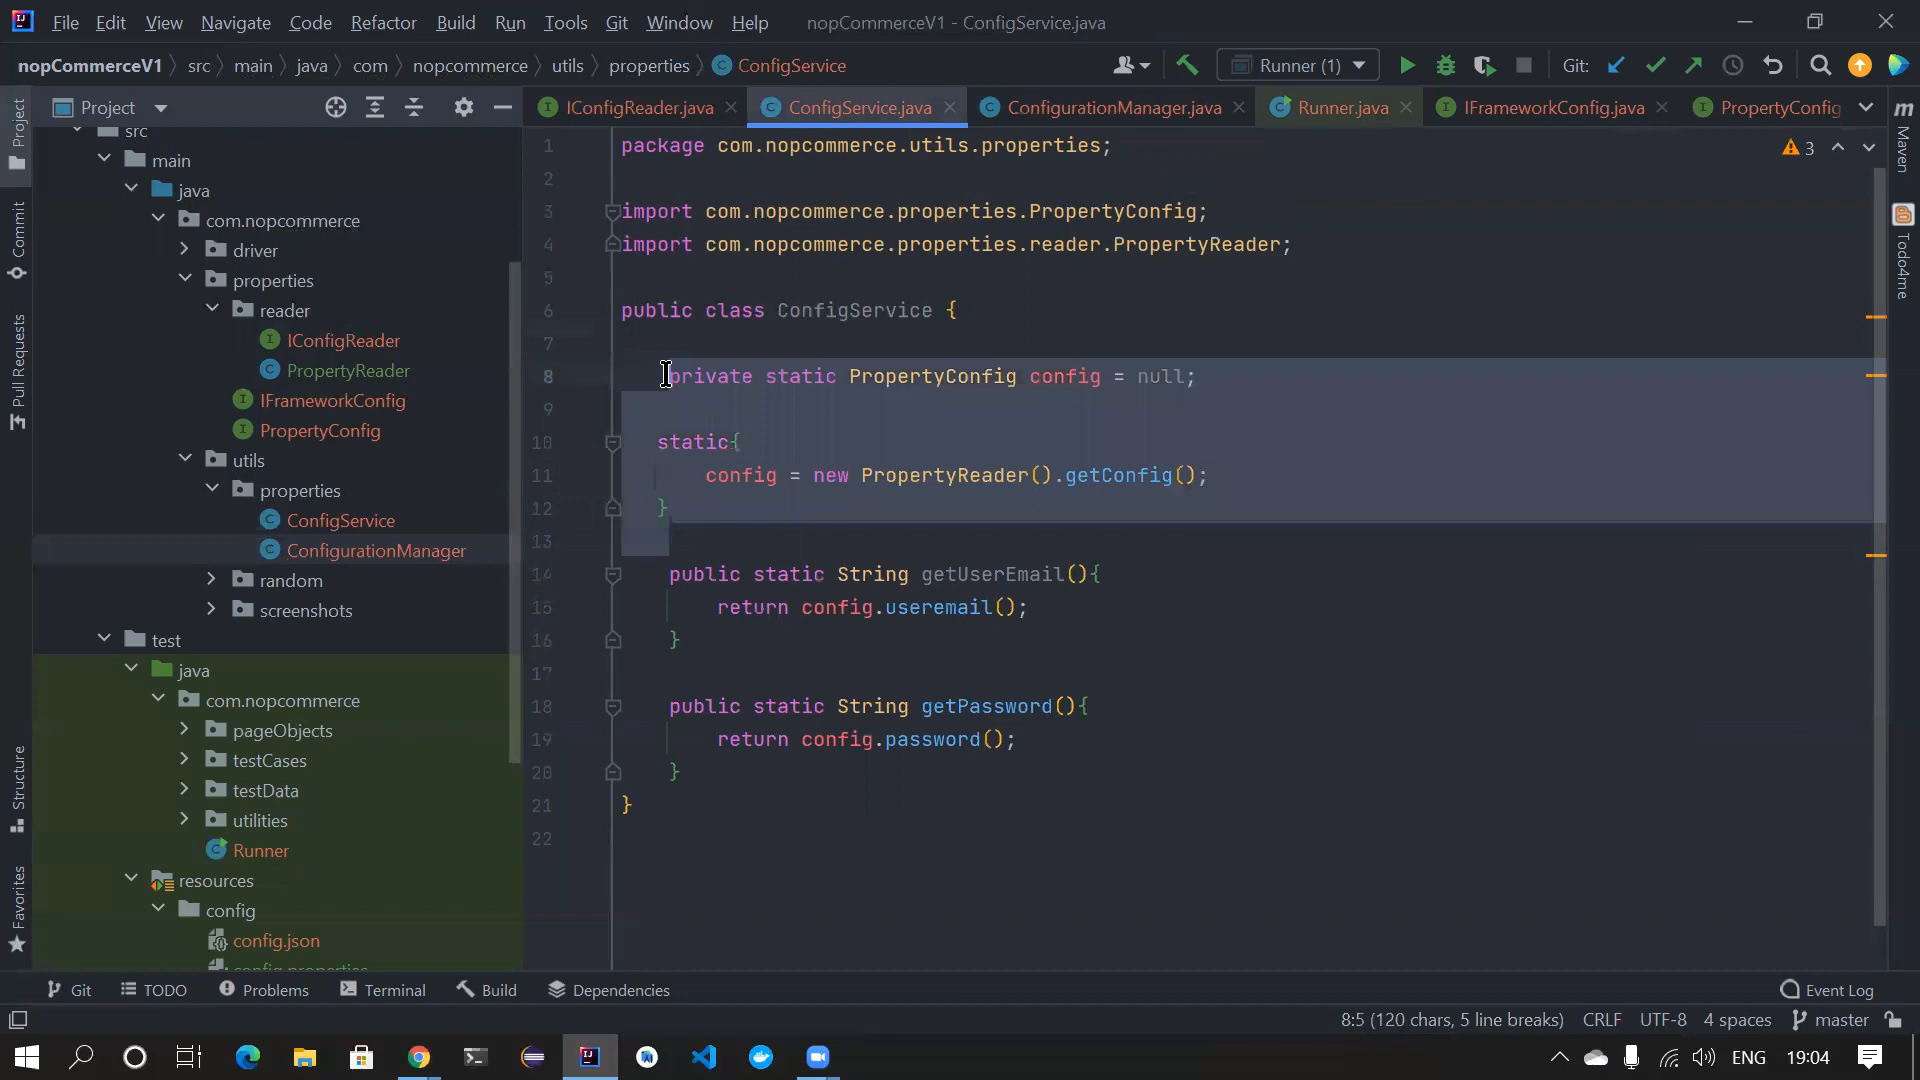 File Edit View Navigate Code Refactor Build Run Tools Git Window Help nopCommerceV1 - ConfigService.java
nopCommerceV1 src main java com nopcommerce utils properties ConfigService Runner (1) Git:
Project
IConfigReader.java ConfigService.java ConfigurationManager.java Runner.java IFrameworkConfig.java PropertyConfig
src
main
java
com.nopcommerce
driver
properties
reader
IConfigReader
PropertyReader
IFrameworkConfig
PropertyConfig
utils
properties
ConfigService
ConfigurationManager
random
screenshots
test
java
com.nopcommerce
pageObjects
testCases
testData
utilities
Runner
resources
config
config.json
config.properties
Project
Commit
Pull Requests
Structure
Favorites
1 package com.nopcommerce.utils.properties;
2
3 import com.nopcommerce.properties.PropertyConfig;
4 import com.nopcommerce.properties.reader.PropertyReader;
5
6 public class ConfigService {
7
8 private static PropertyConfig config = null;
9
10 static{
11 config = new PropertyReader().getConfig();
12 }
13
14 public static String getUserEmail(){
15 return config.useremail();
16 }
17
18 public static String getPassword(){
19 return config.password();
20 }
21 }
22
3
m Maven
Todo4me
Git TODO Problems Terminal Build Dependencies Event Log
8:5 (120 chars, 5 line breaks) CRLF UTF-8 4 spaces master
ENG 19:04